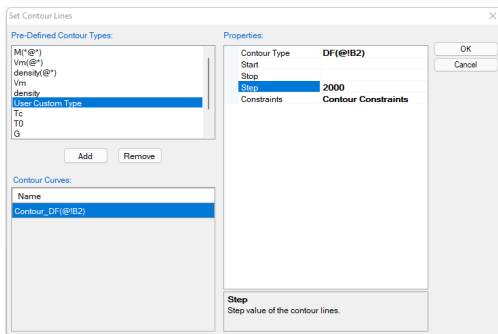 Set Contour Lines
Pre-Defined Contour Types:
M(*@*)
Vm(@*)
density(@*)
Vm
density
User Custom Type
Tc
T0
G
Add Remove
Contour Curves:
Name
Contour_DF(@!B2)
Properties:
Contour Type DF(@!B2)
Start
Stop
Step 2000
Constraints Contour Constraints
Step
Step value of the contour lines.
OK
Cancel